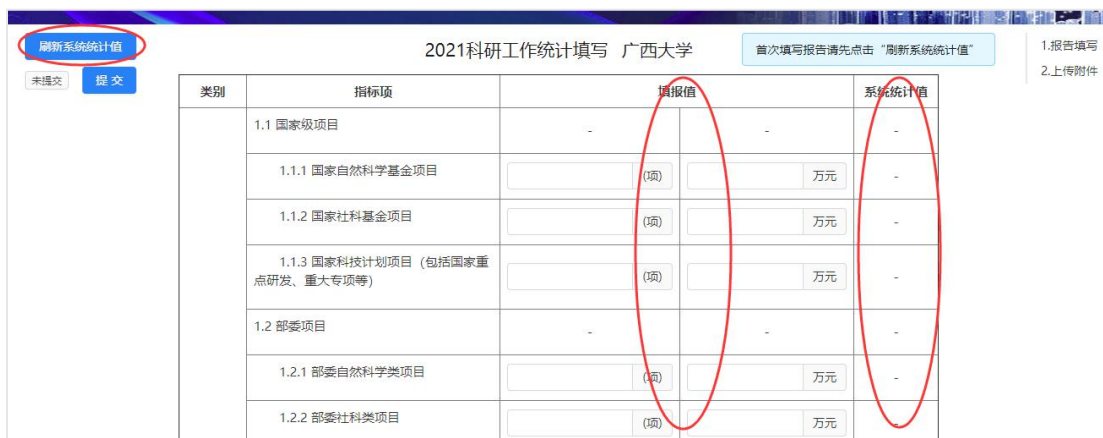 刷新系统统计值
2021科研工作统计填写 广西大学
首次填写报告请先点击“刷新系统统计值”
1.报告填写
未提交
提交
2.上传附件
类别 指标项 填报值 系统统计值
1.1 国家级项目 - - -
1.1.1 国家自然科学基金项目 (项) 万元 -
1.1.2 国家社科基金项目 (项) 万元 -
1.1.3 国家科技计划项目（包括国家重
点研发、重大专项等） (项) 万元 -
1.2 部委项目 - - -
1.2.1 部委自然科学类项目 (项) 万元 -
1.2.2 部委社科类项目 (项) 万元 -